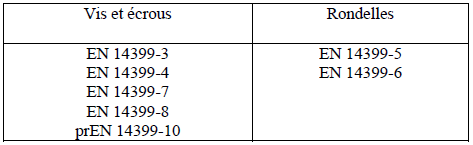 Vis et écrous
Rondelles
EN 14399-3
EN 14399-4
EN 14399-7
EN 14399-8
prEN 14399-10
EN 14399-5
EN 14399-6